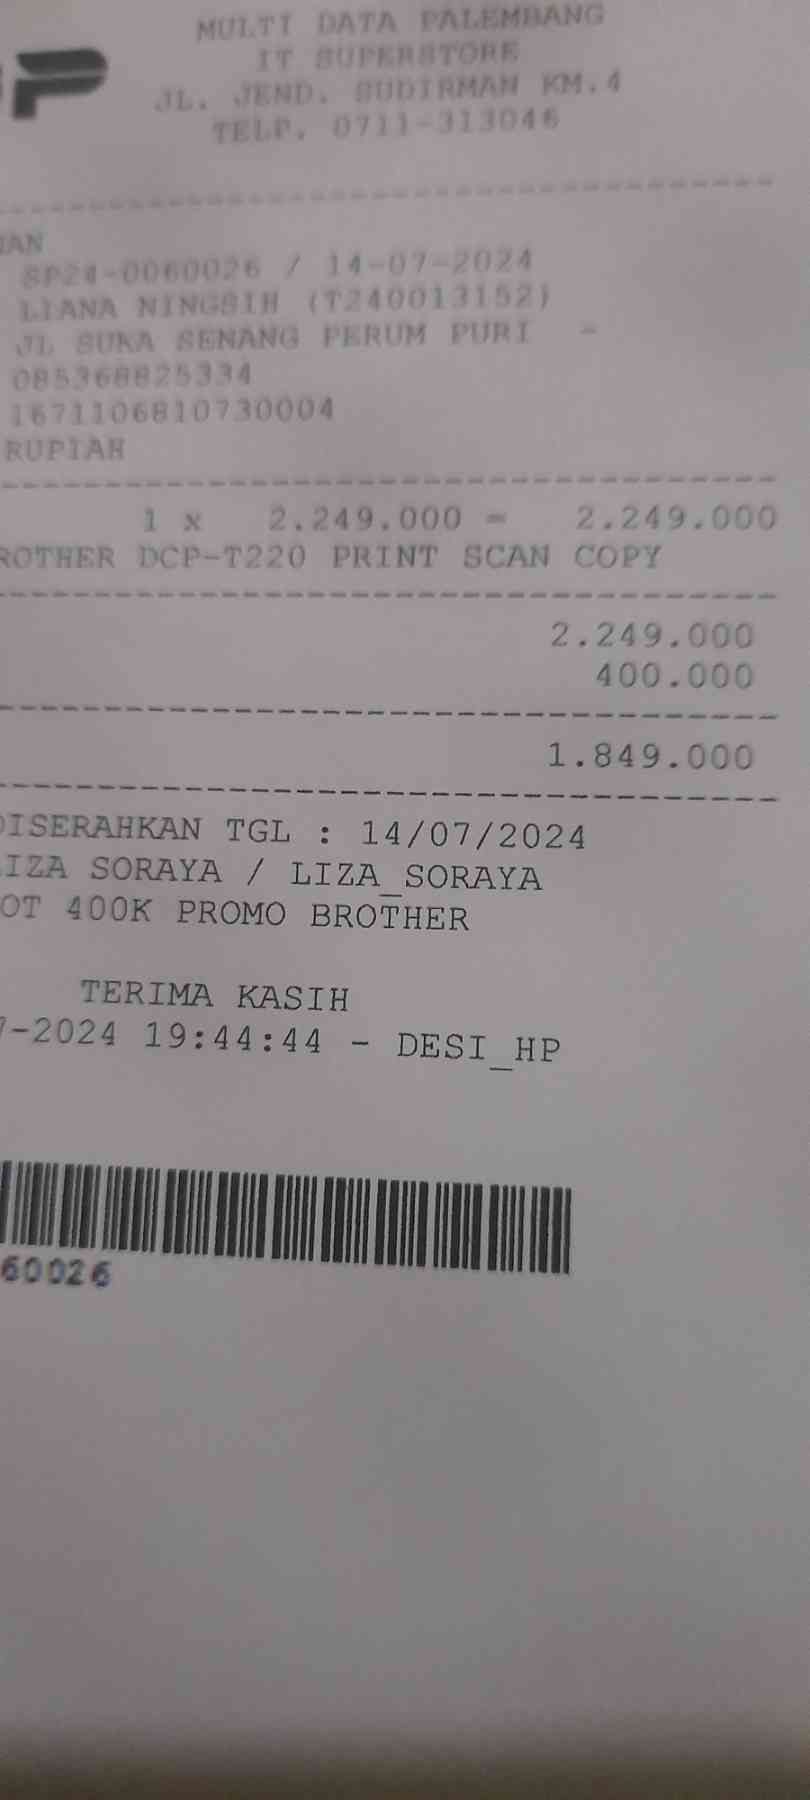 MULTI DATA PALEMBANG
IT SUPERSTORE
JL. JEND. SUDIRMAN KM.4
TELP. 0711-313046
SP24-0060026 / 14-07-2024
LIANA NINGSIH (T240013152)
JL SUKA SENANG PERUM PURI -
085368825334
1671106810730004
RUPIAH
1 x 2.249.000 = 2.249.000
ROTHER DCP-T220 PRINT SCAN COPY
2.249.000
400.000
1.849.000
DISERAHKAN TGL : 14/07/2024
LIZA SORAYA / LIZA_SORAYA
OT 400K PROMO BROTHER
TERIMA KASIH
7-2024 19:44:44 - DESI_HP
60026